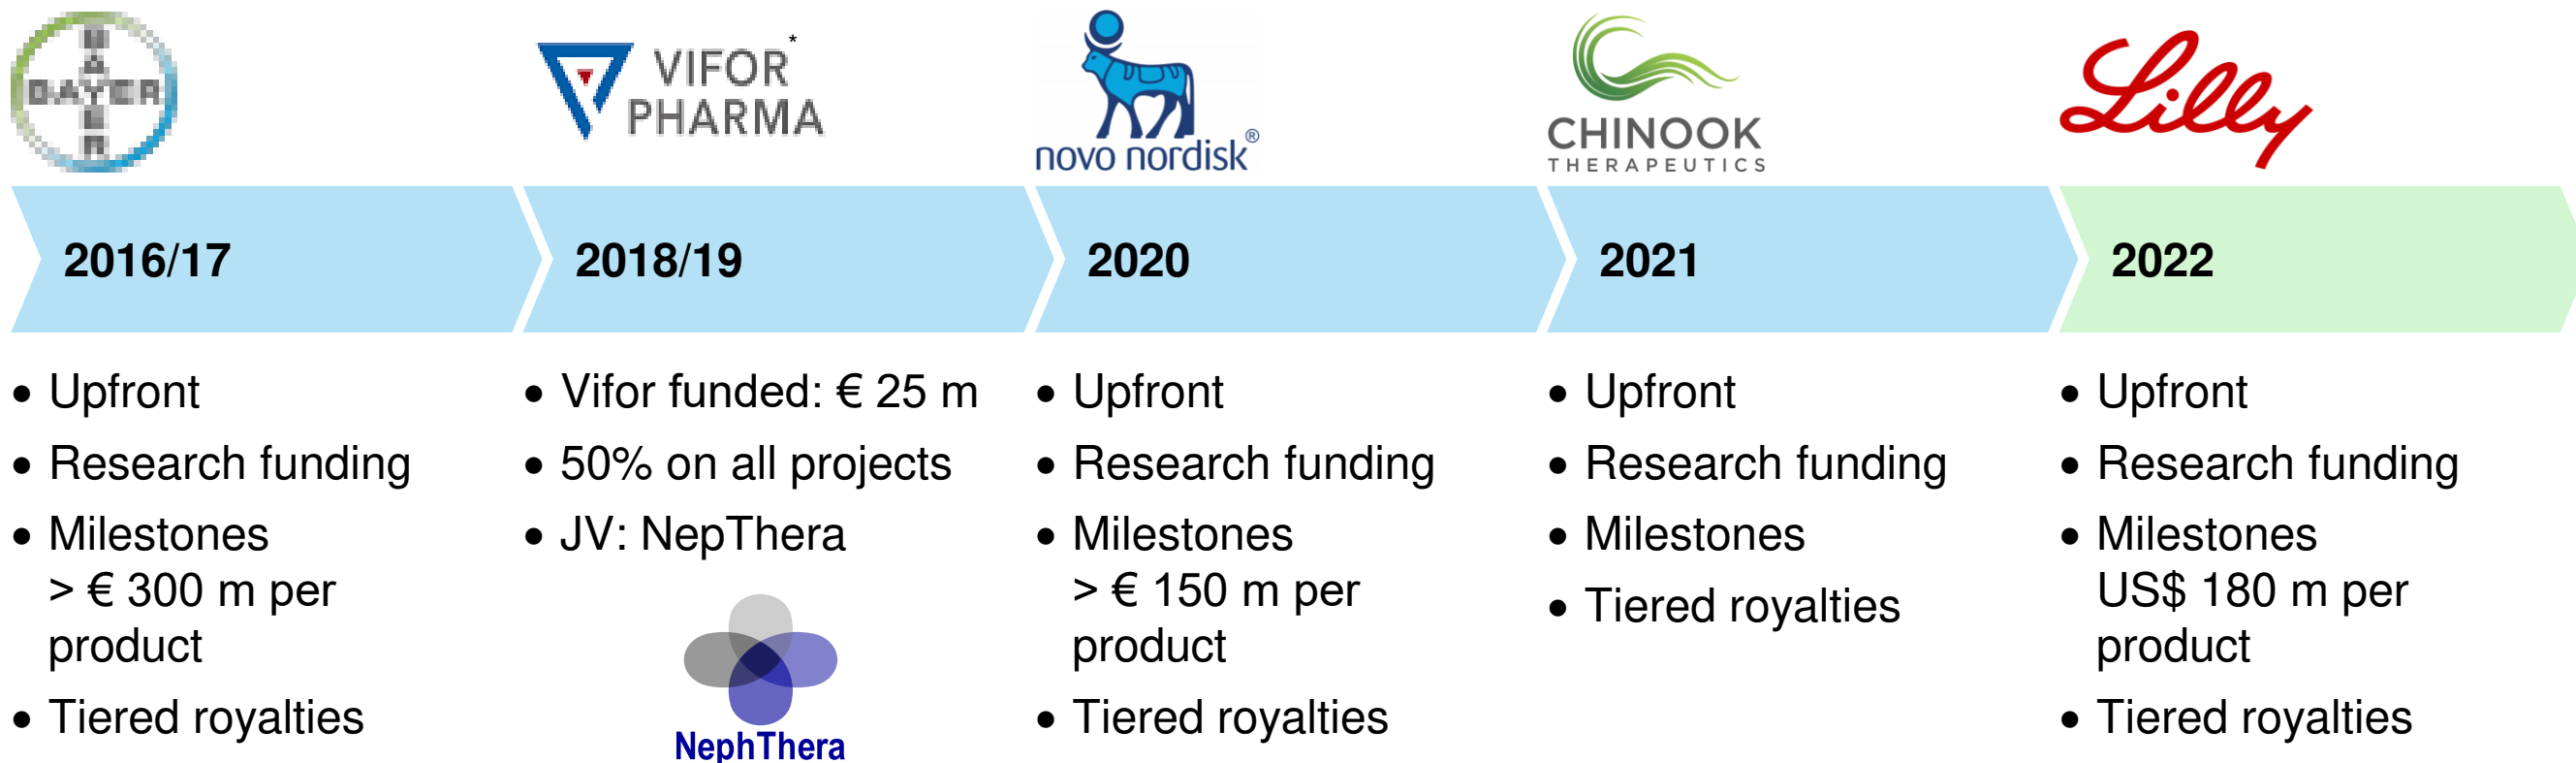 BAYER
BAYER
VIFOR*
PHARMA
novo nordisk®
CHINOOK
THERAPEUTICS
Lilly
2016/17
2018/19
2020
2021
2022
• Upfront
• Research funding
• Milestones
> € 300 m per
product
• Tiered royalties
• Vifor funded: € 25 m
• 50% on all projects
• JV: NepThera
NephThera
• Upfront
• Research funding
• Milestones
> € 150 m per
product
• Tiered royalties
• Upfront
• Research funding
• Milestones
• Tiered royalties
• Upfront
• Research funding
• Milestones
US$ 180 m per
product
• Tiered royalties